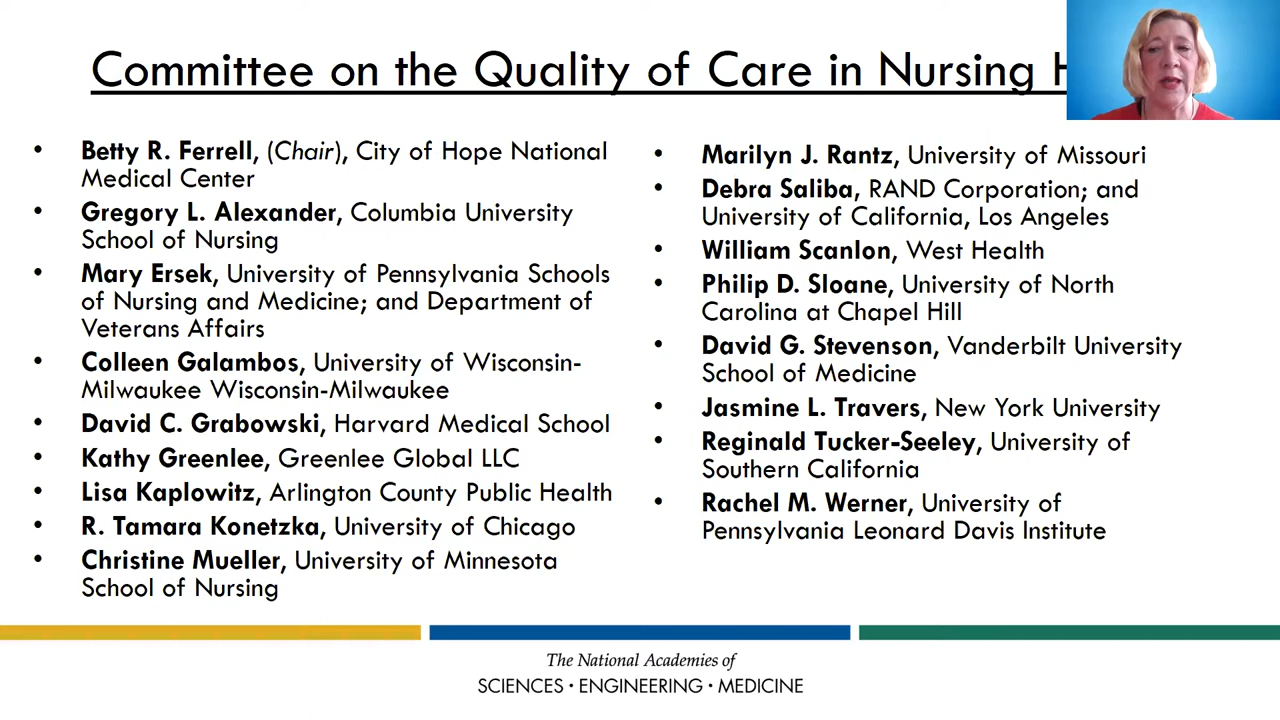 Committee on the Quality of Care in Nursing
• Betty R. Ferrell, (Chair), City of Hope National
Medical Center
• Gregory L. Alexander, Columbia University
School of Nursing
• Mary Ersek, University of Pennsylvania Schools
of Nursing and Medicine; and Department of
Veterans Affairs
• Colleen Galambos, University of Wisconsin-
Milwaukee Wisconsin-Milwaukee
• David C. Grabowski, Harvard Medical School
• Kathy Greenlee, Greenlee Global LLC
• Lisa Kaplowitz, Arlington County Public Health
• R. Tamara Konetzka, University of Chicago
• Christine Mueller, University of Minnesota
School of Nursing
• Marilyn J. Rantz, University of Missouri
• Debra Saliba, RAND Corporation; and
University of California, Los Angeles
• William Scanlon, West Health
• Philip D. Sloane, University of North
Carolina at Chapel Hill
• David G. Stevenson, Vanderbilt University
School of Medicine
• Jasmine L. Travers, New York University
• Reginald Tucker-Seeley, University of
Southern California
• Rachel M. Werner, University of
Pennsylvania Leonard Davis Institute
The National Academies of
SCIENCES • ENGINEERING • MEDICINE